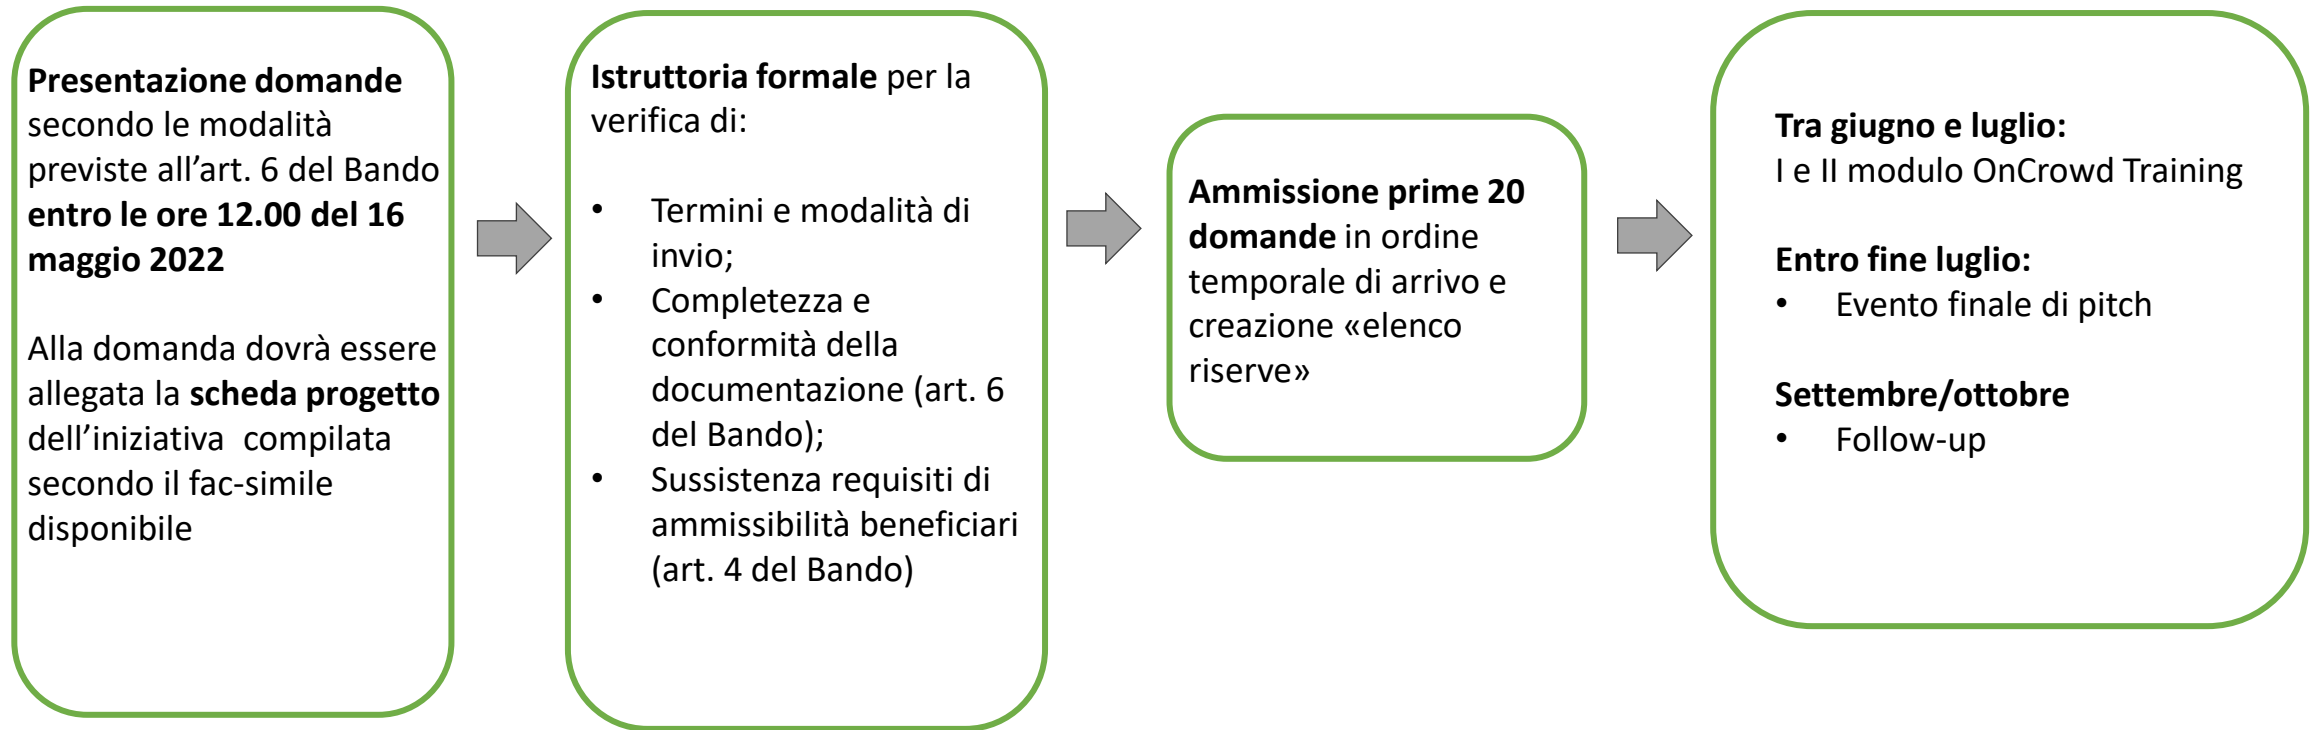 Presentazione domande
secondo le modalità
previste all’art. 6 del Bando
entro le ore 12.00 del 16
maggio 2022
Alla domanda dovrà essere
allegata la scheda progetto
dell’iniziativa  compilata
secondo il fac-simile
disponibile
Istruttoria formale per la
verifica di:
• Termini e modalità di
invio;
• Completezza e
conformità della
documentazione (art. 6
del Bando);
• Sussistenza requisiti di
ammissibilità beneficiari
(art. 4 del Bando)
Ammissione prime 20
domande in ordine
temporale di arrivo e
creazione «elenco
riserve»
Tra giugno e luglio:
I e II modulo OnCrowd Training
Entro fine luglio:
• Evento finale di pitch
Settembre/ottobre
• Follow-up